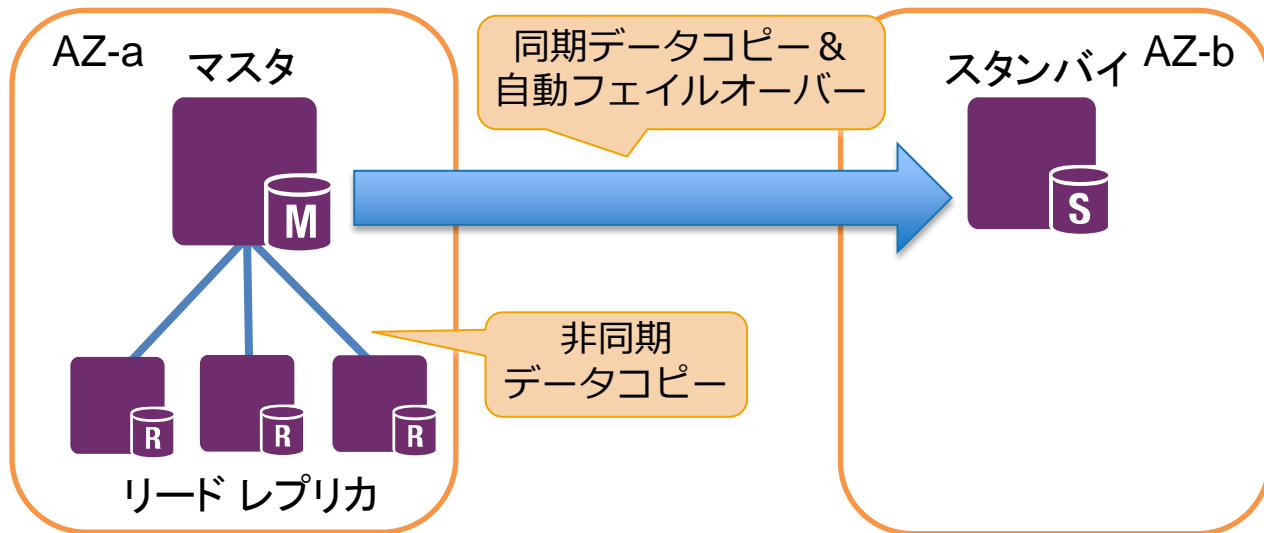 AZ-a
マスタ
同期データコピー&
自動フェイルオーバー
スタンバイ
AZ-b
M
S
非同期
データコピー
R
R
R
リード レプリカ